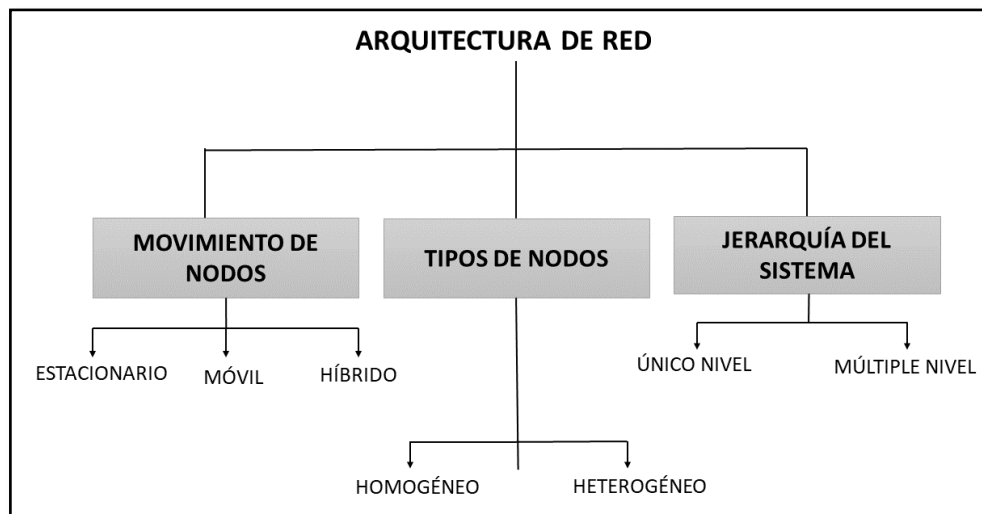 ARQUITECTURA DE RED
MOVIMIENTO DE
NODOS
TIPOS DE NODOS
JERARQUÍA DEL
SISTEMA
ESTACIONARIO
MÓVIL
HÍBRIDO
ÚNICO NIVEL
MÚLTIPLE NIVEL
HOMOGÉNEO
HETEROGÉNEO